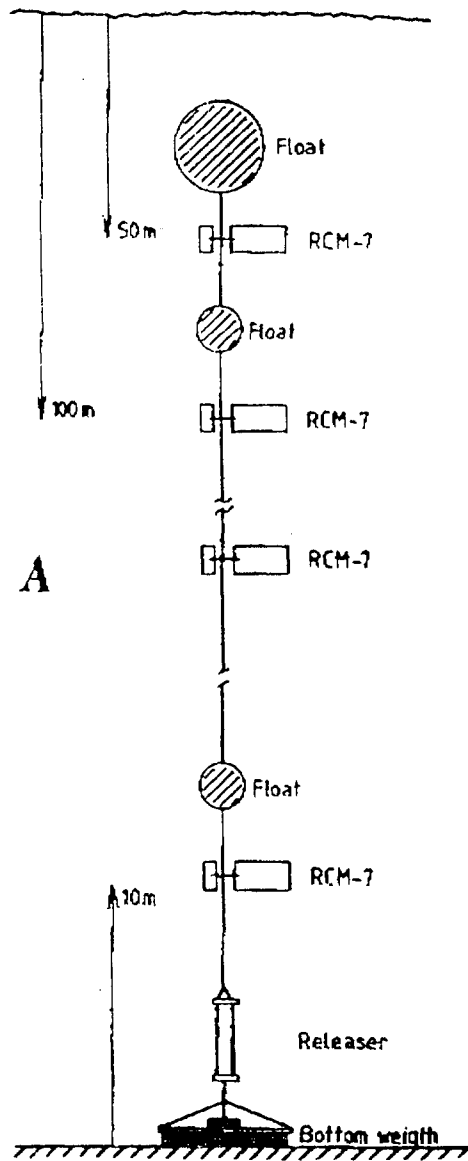 Float
50m
RCM-7
Float
100m
RCM-7
A
RCM-7
Float
RCM-7
10m
Releaser
Bottom weigth